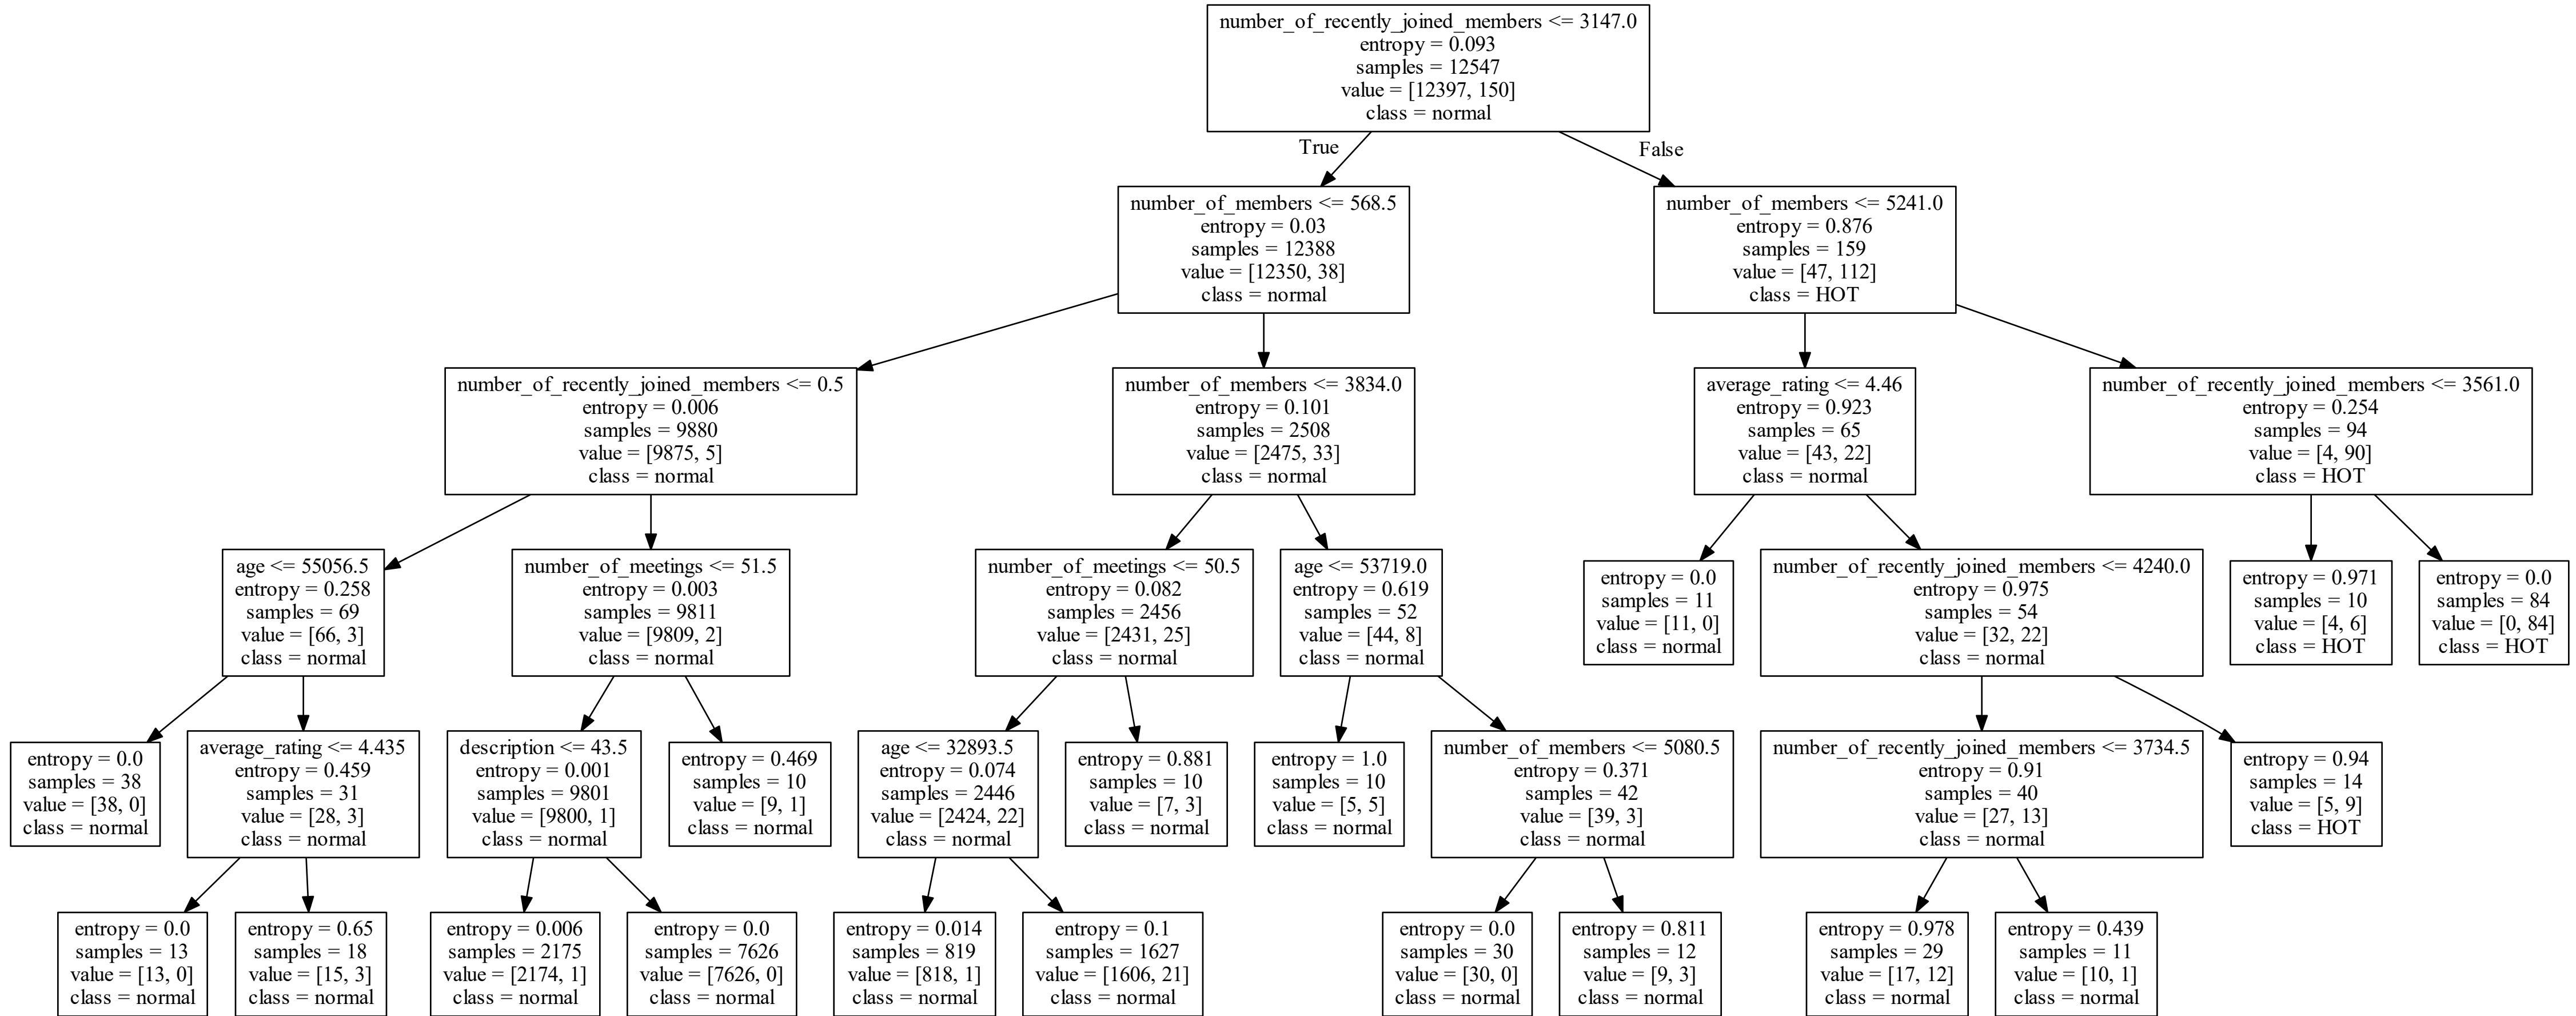 number_of_recently_joined_members <= 3147.0
entropy = 0.093
samples = 12547
value = [12397, 150]
class = normal
True
False
number_of_members <= 568.5
entropy = 0.03
samples = 12388
value = [12350, 38]
class = normal
number_of_members <= 5241.0
entropy = 0.876
samples = 159
value = [47, 112]
class = HOT
number_of_recently_joined_members <= 0.5
entropy = 0.006
samples = 9880
value = [9875, 5]
class = normal
number_of_members <= 3834.0
entropy = 0.101
samples = 2508
value = [2475, 33]
class = normal
average_rating <= 4.46
entropy = 0.923
samples = 65
value = [43, 22]
class = normal
number_of_recently_joined_members <= 3561.0
entropy = 0.254
samples = 94
value = [4, 90]
class = HOT
age <= 55056.5
entropy = 0.258
samples = 69
value = [66, 3]
class = normal
number_of_meetings <= 51.5
entropy = 0.003
samples = 9811
value = [9809, 2]
class = normal
number_of_meetings <= 50.5
entropy = 0.082
samples = 2456
value = [2431, 25]
class = normal
age <= 53719.0
entropy = 0.619
samples = 52
value = [44, 8]
class = normal
entropy = 0.0
samples = 11
value = [11, 0]
class = normal
number_of_recently_joined_members <= 4240.0
entropy = 0.975
samples = 54
value = [32, 22]
class = normal
entropy = 0.971
samples = 10
value = [4, 6]
class = HOT
entropy = 0.0
samples = 84
value = [0, 84]
class = HOT
entropy = 0.0
samples = 38
value = [38, 0]
class = normal
average_rating <= 4.435
entropy = 0.459
samples = 31
value = [28, 3]
class = normal
description <= 43.5
entropy = 0.001
samples = 9801
value = [9800, 1]
class = normal
entropy = 0.469
samples = 10
value = [9, 1]
class = normal
age <= 32893.5
entropy = 0.074
samples = 2446
value = [2424, 22]
class = normal
entropy = 0.881
samples = 10
value = [7, 3]
class = normal
entropy = 1.0
samples = 10
value = [5, 5]
class = normal
number_of_members <= 5080.5
entropy = 0.371
samples = 42
value = [39, 3]
class = normal
number_of_recently_joined_members <= 3734.5
entropy = 0.91
samples = 40
value = [27, 13]
class = normal
entropy = 0.94
samples = 14
value = [5, 9]
class = HOT
entropy = 0.0
samples = 13
value = [13, 0]
class = normal
entropy = 0.65
samples = 18
value = [15, 3]
class = normal
entropy = 0.006
samples = 2175
value = [2174, 1]
class = normal
entropy = 0.0
samples = 7626
value = [7626, 0]
class = normal
entropy = 0.014
samples = 819
value = [818, 1]
class = normal
entropy = 0.1
samples = 1627
value = [1606, 21]
class = normal
entropy = 0.0
samples = 30
value = [30, 0]
class = normal
entropy = 0.811
samples = 12
value = [9, 3]
class = normal
entropy = 0.978
samples = 29
value = [17, 12]
class = normal
entropy = 0.439
samples = 11
value = [10, 1]
class = normal